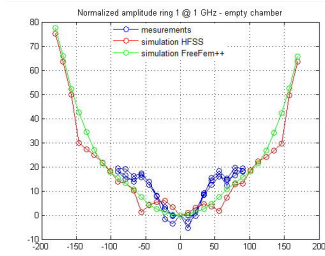 Normalized amplitude ring 1 @ 1 GHz - empty chamber
mesurements
simulation HFSS
simulation FreeFem++
80
70
60
50
40
30
20
10
0
-10
-200 -150 -100 -50 0 50 100 150 200